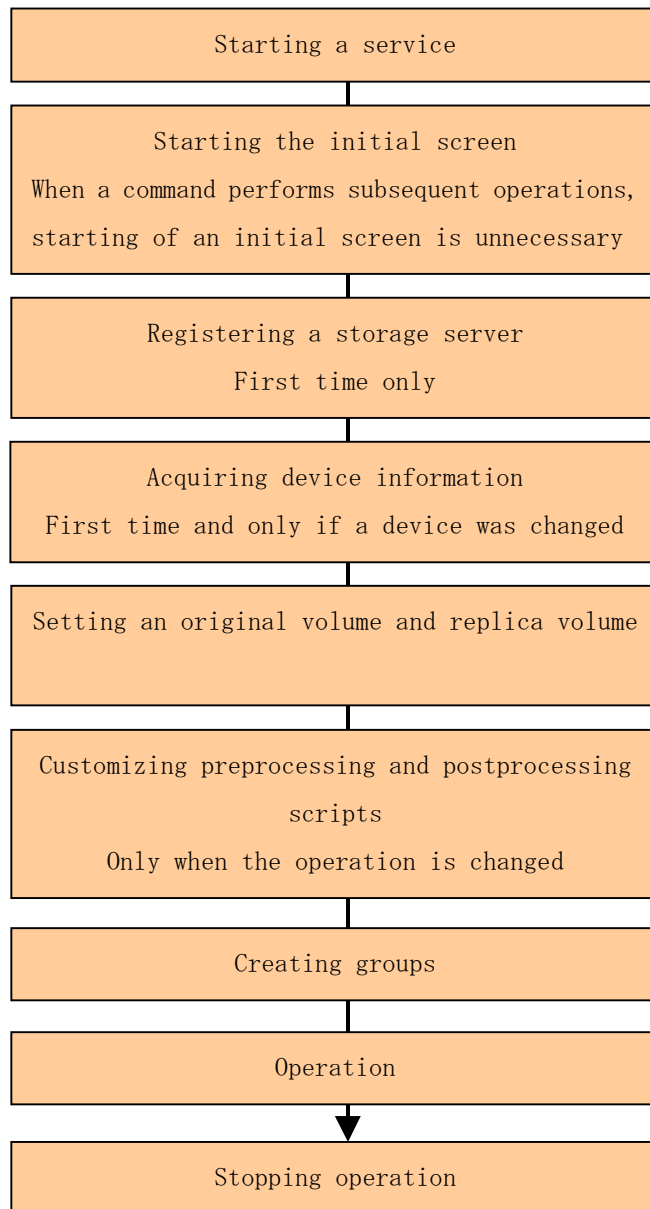 Starting a service
Starting the initial screen
When a command performs subsequent operations,
starting of an initial screen is unnecessary
Registering a storage server
First time only
Acquiring device information
First time and only if a device was changed
Setting an original volume and replica volume
Customizing preprocessing and postprocessing
scripts
Only when the operation is changed
Creating groups
Operation
Stopping operation